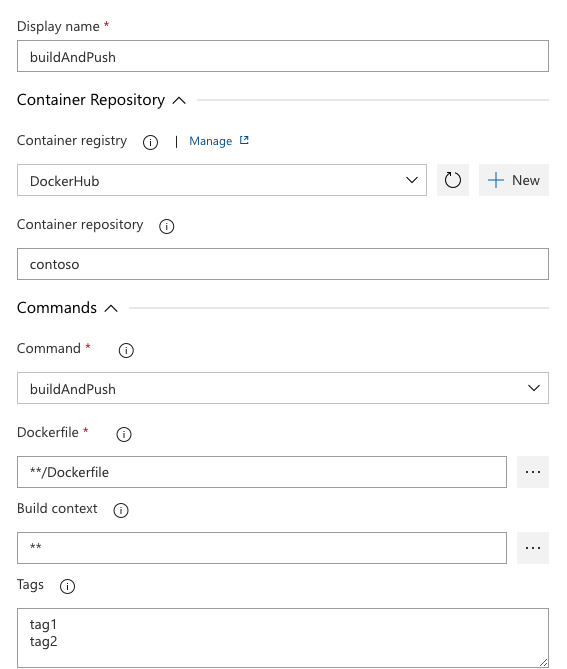 Display name *
buildAndPush
Container Repository
Container registry | Manage
DockerHub
New
Container repository
contoso
Commands
Command *
buildAndPush
Dockerfile *
**/Dockerfile
...
Build context
**
...
Tags
tag1
tag2